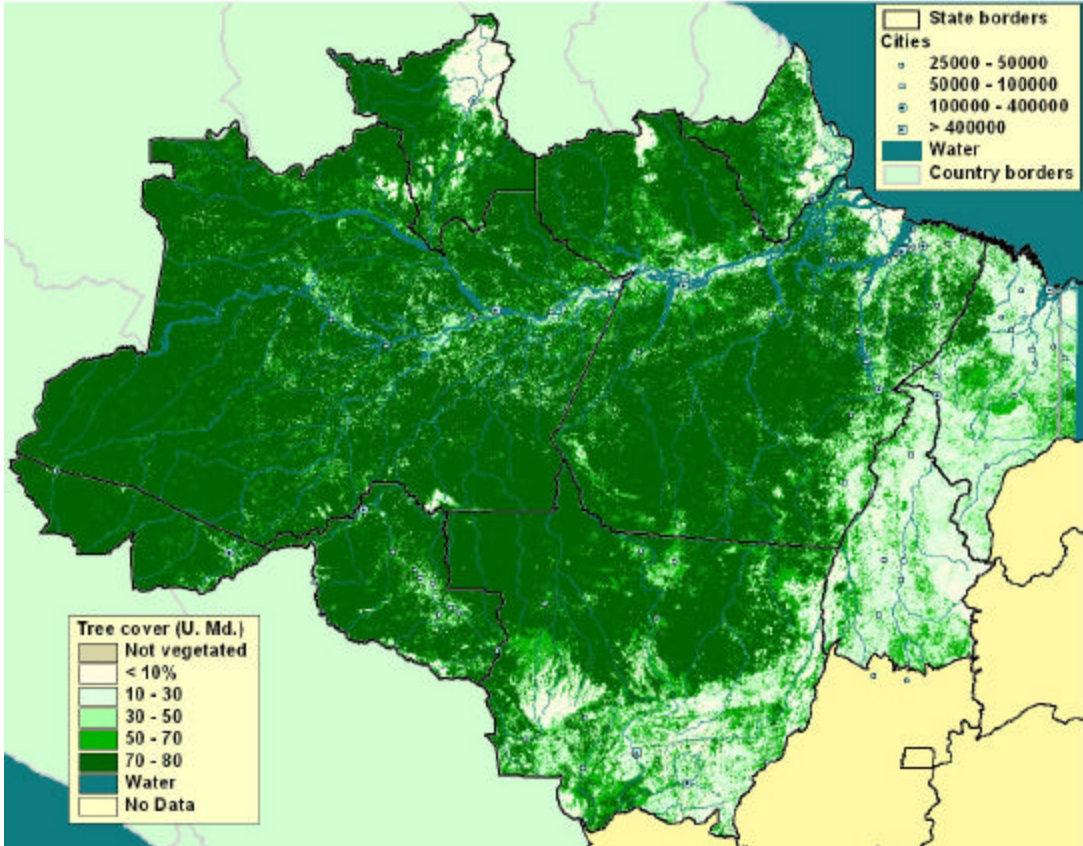 State borders
Cities
25000 - 50000
50000 - 100000
100000 - 400000
> 400000
Water
Country borders
Tree cover (U. Md.)
Not vegetated
< 10%
10 - 30
30 - 50
50 - 70
70 - 80
Water
No Data